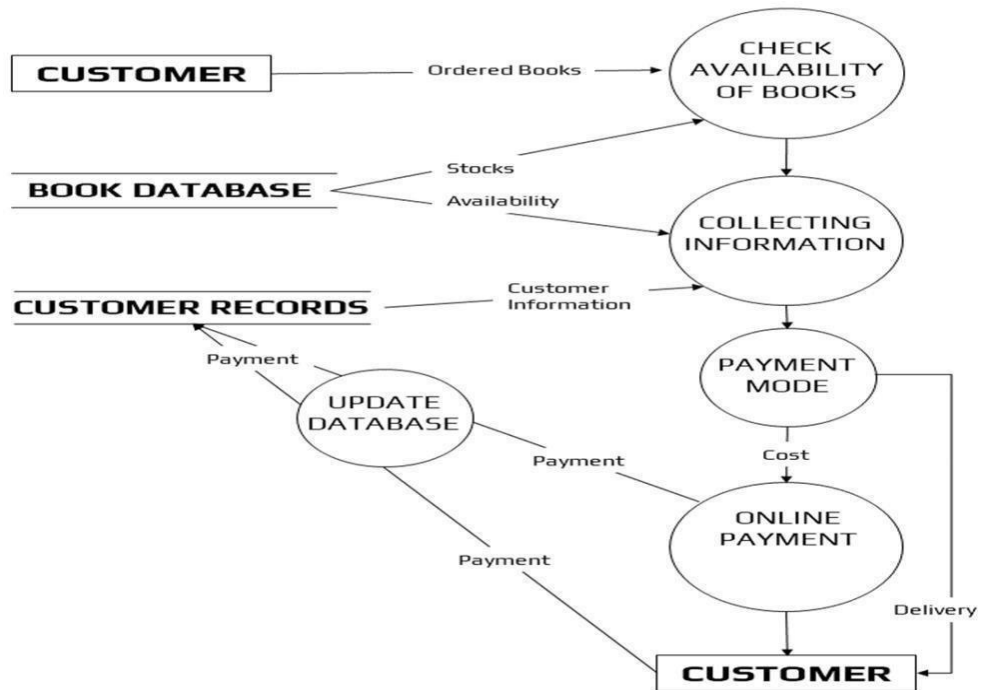 CUSTOMER
Ordered Books
CHECK
AVAILABILITY
OF BOOKS
BOOK DATABASE
Stocks
Availability
COLLECTING
INFORMATION
CUSTOMER RECORDS
Customer
Information
Payment
UPDATE
DATABASE
PAYMENT
MODE
Cost
Payment
ONLINE
PAYMENT
Payment
Delivery
CUSTOMER